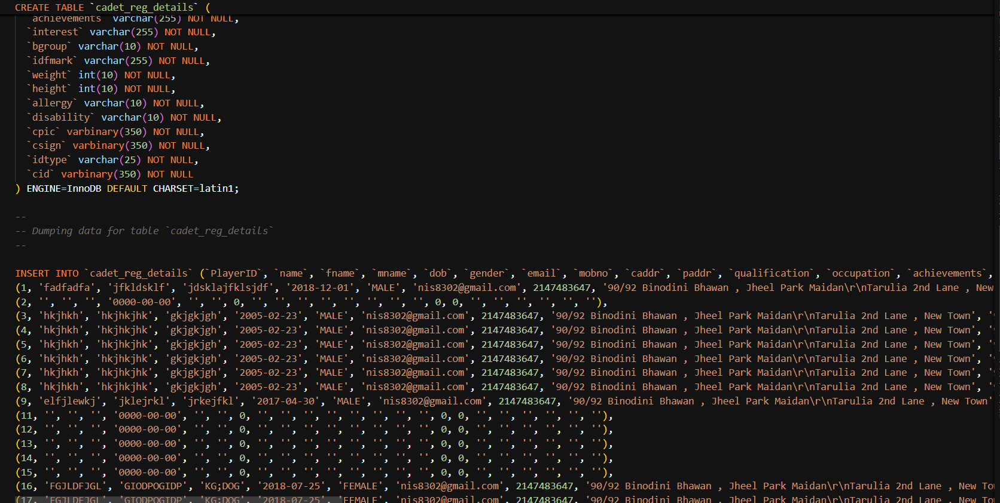 CREATE TABLE `cadet_reg_details` (
`achievements` varchar(255) NOT NULL,
`interest` varchar(255) NOT NULL,
`bgroup` varchar(10) NOT NULL,
`idfmark` varchar(255) NOT NULL,
`weight` int(10) NOT NULL,
`height` int(10) NOT NULL,
`allergy` varchar(10) NOT NULL,
`disability` varchar(10) NOT NULL,
`cpic` varbinary(350) NOT NULL,
`csign` varbinary(350) NOT NULL,
`idtype` varchar(25) NOT NULL,
`cid` varbinary(350) NOT NULL
) ENGINE=InnoDB DEFAULT CHARSET=latin1;
--
-- Dumping data for table `cadet_reg_details`
--
INSERT INTO `cadet_reg_details` (`PlayerID`, `name`, `fname`, `mname`, `dob`, `gender`, `email`, `mobno`, `caddr`, `paddr`, `qualification`, `occupation`, `achievements`,
(1, 'fadfadfa', 'jfkldsklf', 'jdsklajfklsjdf', '2018-12-01', 'MALE', 'nis8302@gmail.com', 2147483647, '90/92 Binodini Bhawan , Jheel Park Maidan\r\nTarulia 2nd Lane , New
(2, '', '', '', '0000-00-00', '', '', 0, '', '', '', '', '', '', '', '', 0, 0, '', '', '', '', '', ''),
(3, 'hkjhkh', 'hkjhkjhk', 'gkjgkjgh', '2005-02-23', 'MALE', 'nis8302@gmail.com', 2147483647, '90/92 Binodini Bhawan , Jheel Park Maidan\r\nTarulia 2nd Lane , New Town', '
(4, 'hkjhkh', 'hkjhkjhk', 'gkjgkjgh', '2005-02-23', 'MALE', 'nis8302@gmail.com', 2147483647, '90/92 Binodini Bhawan , Jheel Park Maidan\r\nTarulia 2nd Lane , New Town', '
(5, 'hkjhkh', 'hkjhkjhk', 'gkjgkjgh', '2005-02-23', 'MALE', 'nis8302@gmail.com', 2147483647, '90/92 Binodini Bhawan , Jheel Park Maidan\r\nTarulia 2nd Lane , New Town', '
(6, 'hkjhkh', 'hkjhkjhk', 'gkjgkjgh', '2005-02-23', 'MALE', 'nis8302@gmail.com', 2147483647, '90/92 Binodini Bhawan , Jheel Park Maidan\r\nTarulia 2nd Lane , New Town', '
(7, 'hkjhkh', 'hkjhkjhk', 'gkjgkjgh', '2005-02-23', 'MALE', 'nis8302@gmail.com', 2147483647, '90/92 Binodini Bhawan , Jheel Park Maidan\r\nTarulia 2nd Lane , New Town', '
(8, 'hkjhkh', 'hkjhkjhk', 'gkjgkjgh', '2005-02-23', 'MALE', 'nis8302@gmail.com', 2147483647, '90/92 Binodini Bhawan , Jheel Park Maidan\r\nTarulia 2nd Lane , New Town', '
(9, 'elfjlewkj', 'jklejrkl', 'jrkejfkl', '2017-04-30', 'MALE', 'nis8302@gmail.com', 2147483647, '90/92 Binodini Bhawan , Jheel Park Maidan\r\nTarulia 2nd Lane , New Town'
(11, '', '', '', '0000-00-00', '', '', 0, '', '', '', '', '', '', '', '', 0, 0, '', '', '', '', '', ''),
(12, '', '', '', '0000-00-00', '', '', 0, '', '', '', '', '', '', '', '', 0, 0, '', '', '', '', '', ''),
(13, '', '', '', '0000-00-00', '', '', 0, '', '', '', '', '', '', '', '', 0, 0, '', '', '', '', '', ''),
(14, '', '', '', '0000-00-00', '', '', 0, '', '', '', '', '', '', '', '', 0, 0, '', '', '', '', '', ''),
(15, '', '', '', '0000-00-00', '', '', 0, '', '', '', '', '', '', '', '', 0, 0, '', '', '', '', '', ''),
(16, 'FGJLDFJGL', 'GIODPOGIDP', 'KG;DOG', '2018-07-25', 'FEMALE', 'nis8302@gmail.com', 2147483647, '90/92 Binodini Bhawan , Jheel Park Maidan\r\nTarulia 2nd Lane , New To
(17, 'FGJLDFJGL', 'GIODPOGIDP', 'KG;DOG', '2018-07-25', 'FEMALE', 'nis8302@gmail.com', 2147483647, '90/92 Binodini Bhawan , Jheel Park Maidan\r\nTarulia 2nd Lane , New To